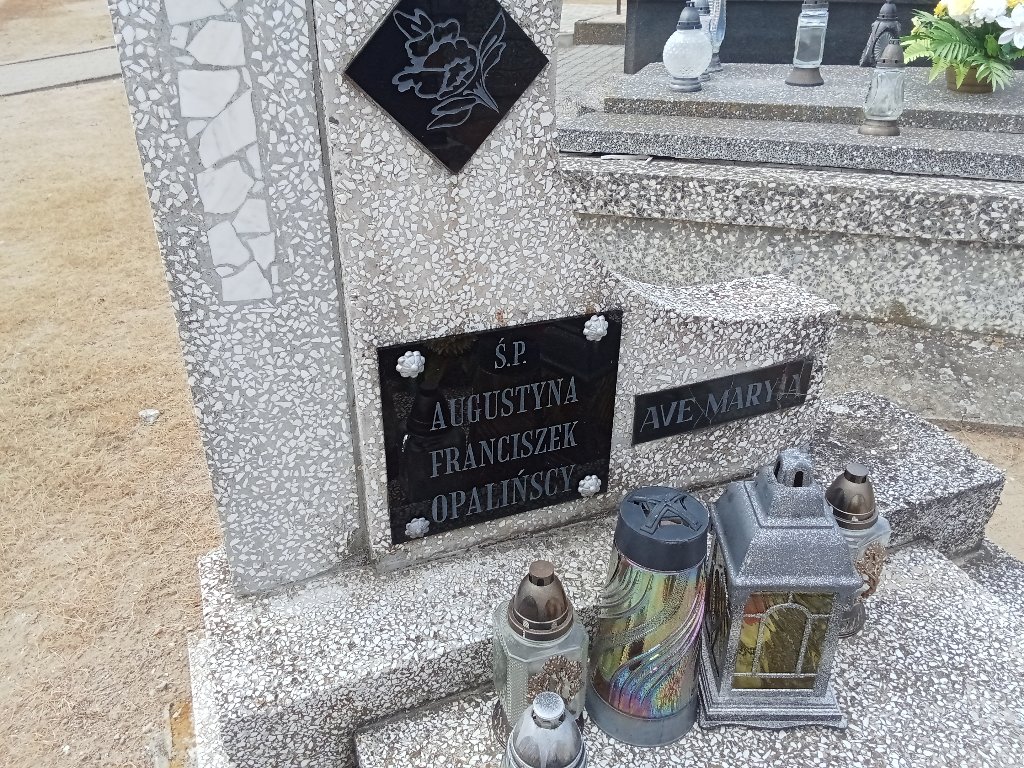 Ś.P.
AUGUSTYNA
FRANCISZEK
OPALIŃSCY
AVE MARYJA